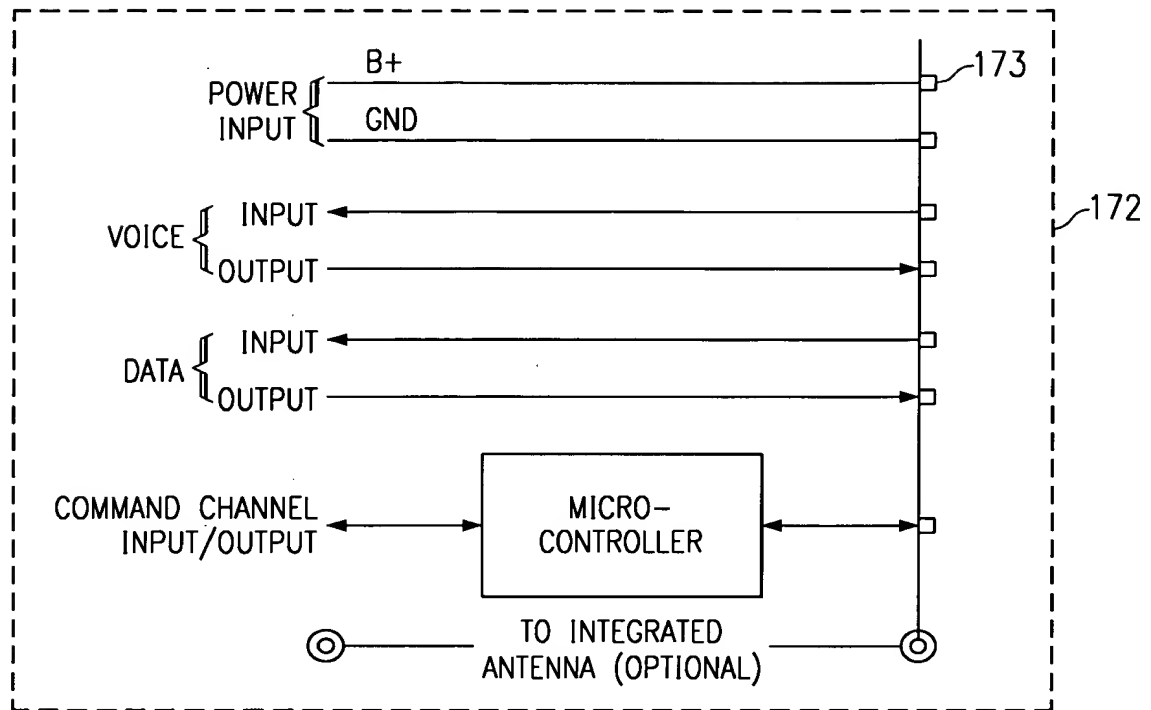 B+
173
POWER
INPUT
GND
172
VOICE
INPUT
OUTPUT
DATA
INPUT
OUTPUT
COMMAND CHANNEL
INPUT/OUTPUT
MICRO-
CONTROLLER
TO INTEGRATED
ANTENNA (OPTIONAL)